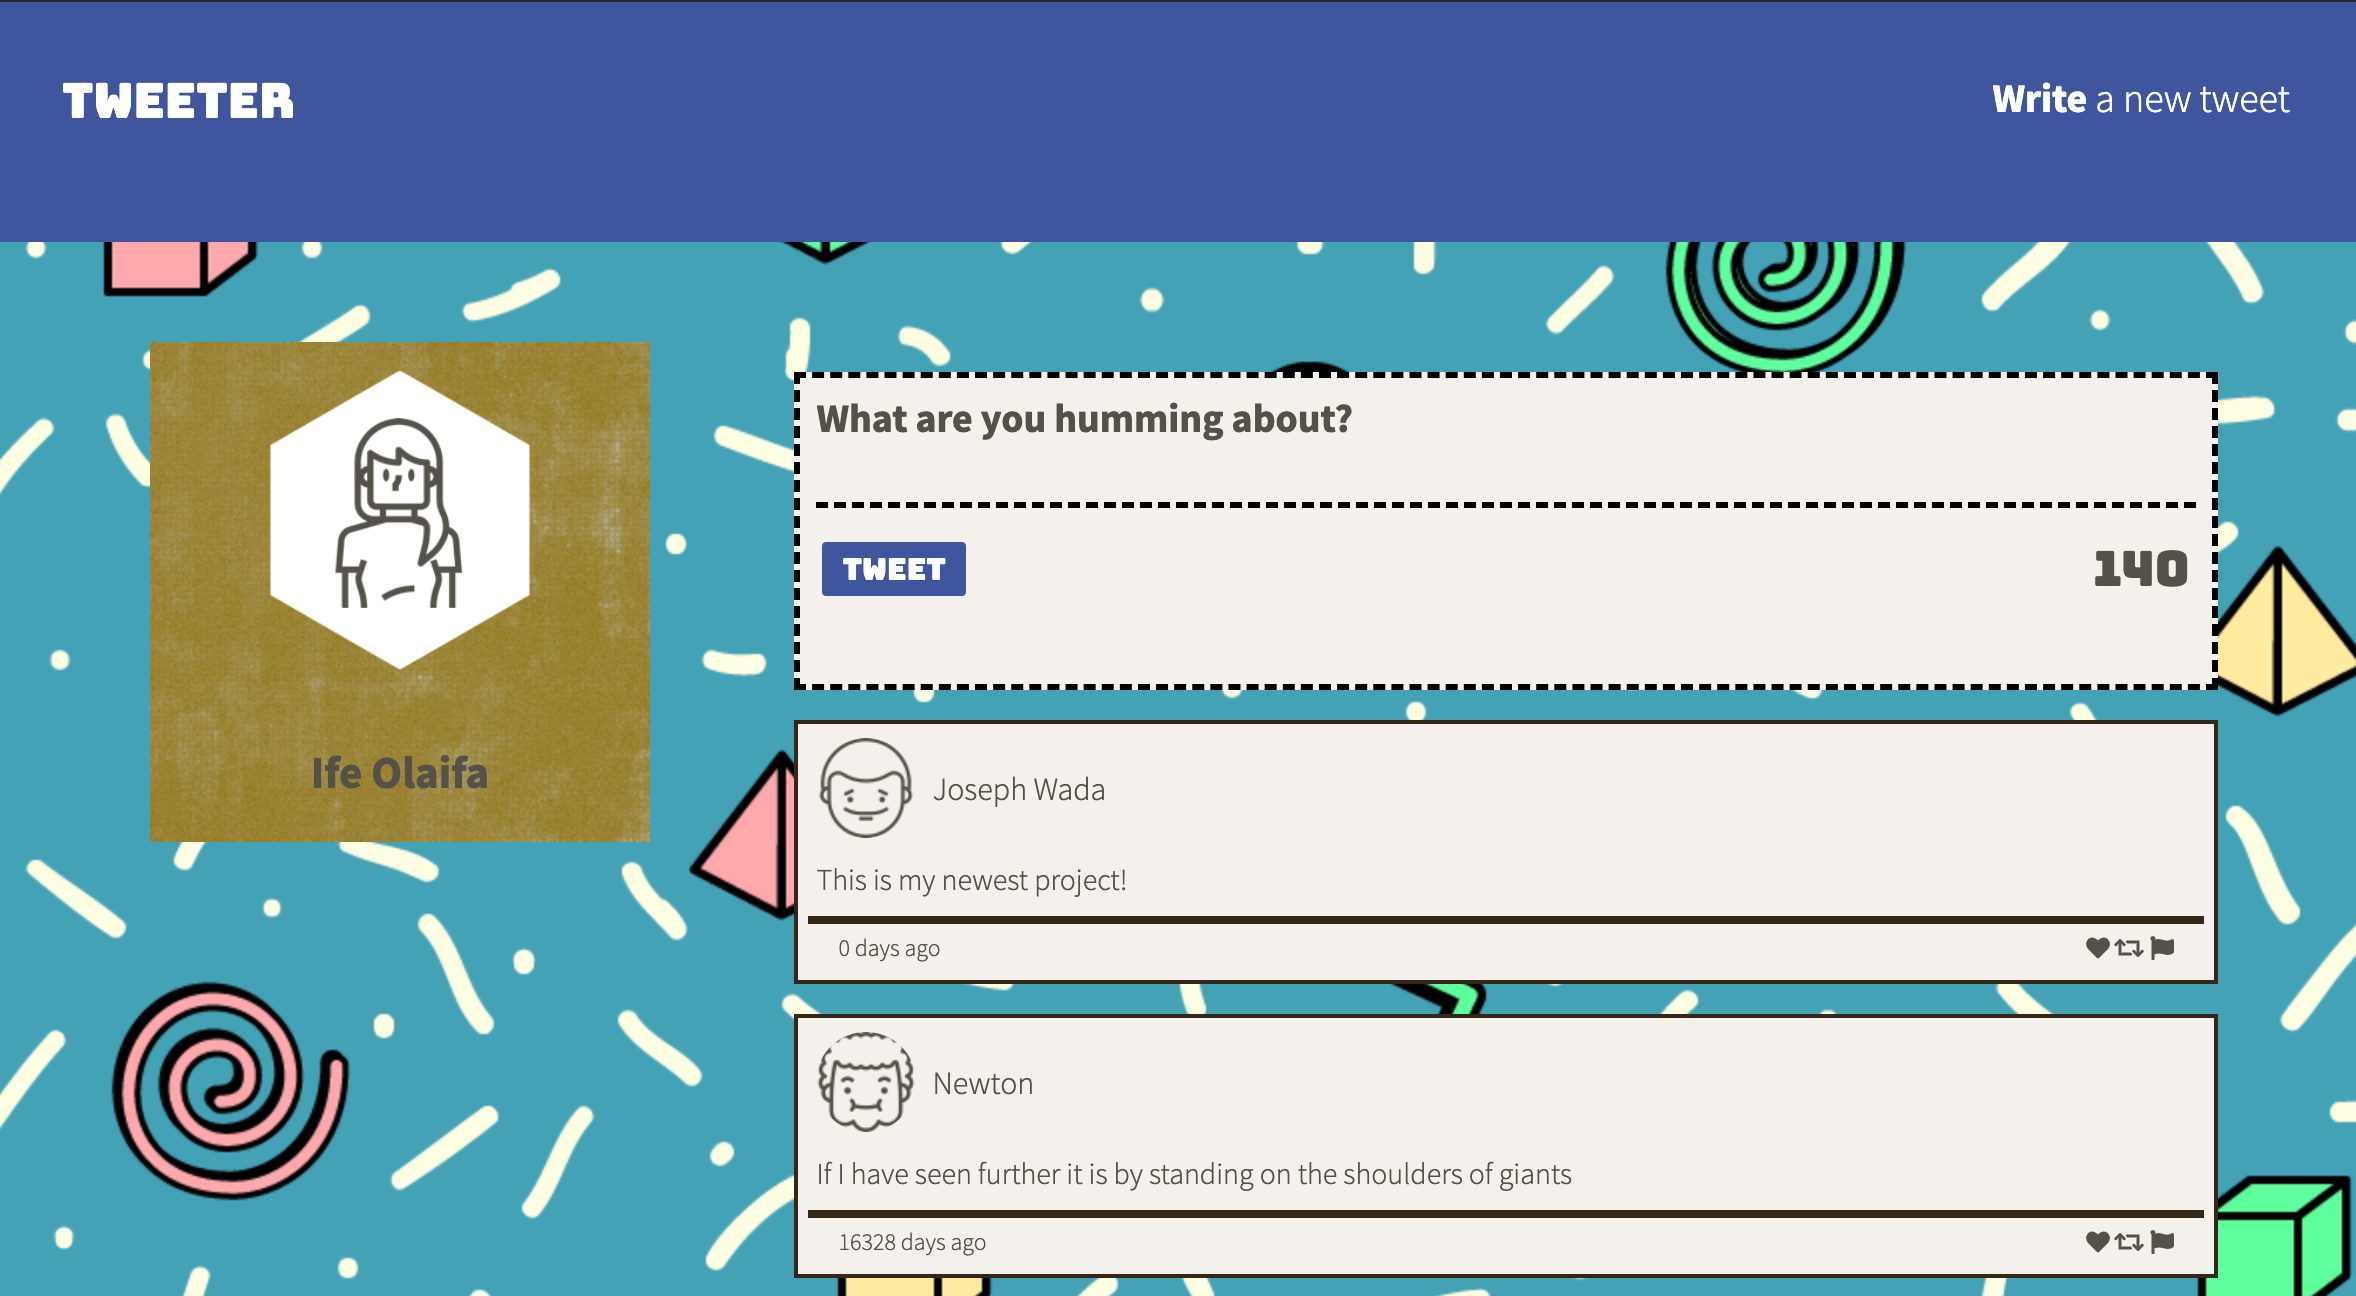 TWEETER
Write a new tweet
Ife Olaifa
What are you humming about?
TWEET
140
Joseph Wada
This is my newest project!
0 days ago
Newton
If I have seen further it is by standing on the shoulders of giants
16328 days ago